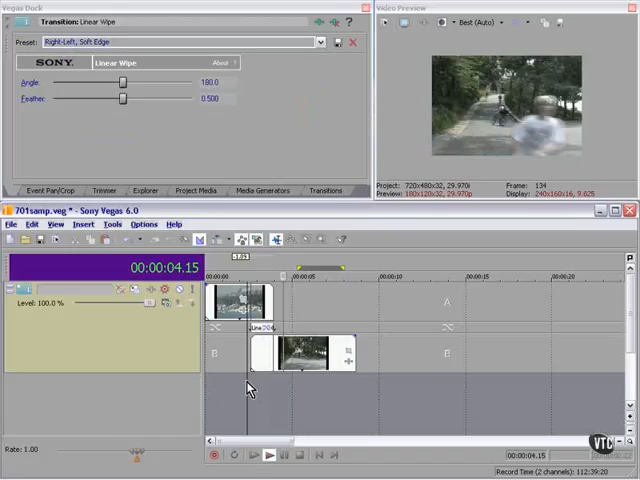 Vegas Dock
Transition: Linear Wipe
Preset: Right-Left, Soft Edge
SONY. Linear Wipe About ?
Angle: 180.0
Feather: 0.500
Event Pan/Crop Trimmer Explorer Project Media Media Generators Transitions
Video Preview
Best (Auto)
Project: 720x480x32, 29.970i Frame: 134
Preview: 180x120x32, 29.970p Display: 240x160x16, 9.825
701samp.veg * - Sony Vegas 6.0
File Edit View Insert Tools Options Help
-1.09
00:00:04.15
00:00:00 00:00:05 00:00:10 00:00:15 00:00:20
Level: 100.0 %
A
Line
B B
Rate: 1.00
00:00:04.15
Record Time (2 channels): 112:39:20
VTC